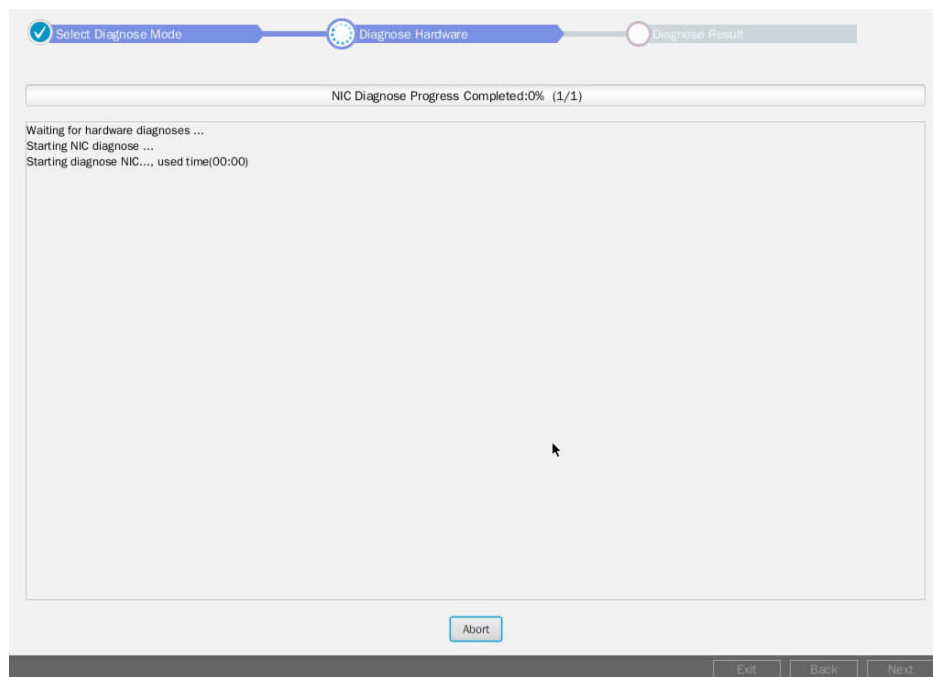 Select Diagnose Mode
Diagnose Hardware
Diagnose Result
NIC Diagnose Progress Completed:0% (1/1)
Waiting for hardware diagnoses ...
Starting NIC diagnose ...
Starting diagnose NIC..., used time(00:00)
Abort
Exit
Back
Next